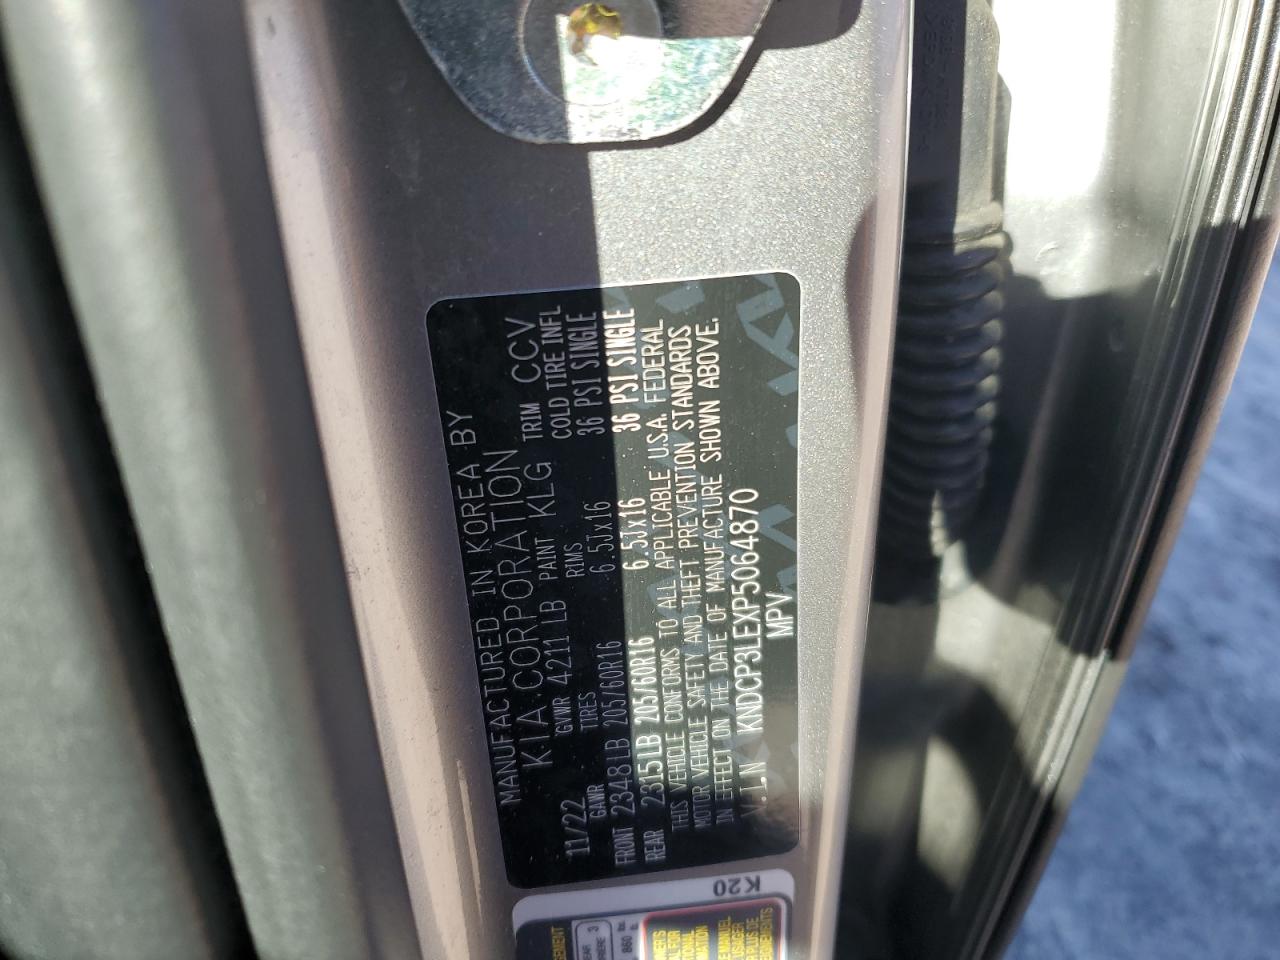 MANUFACTURED IN KOREA BY
KIA CORPORATION
11/22 GVWR 4211 LB PAINT KLG TRIM CCV
GAWR TIRES RIMS COLD TIRE INFL
FRONT 2348LB 205/60R16 6.5Jx16 36 PSI SINGLE
REAR 2315LB 205/60R16 6.5Jx16 36 PSI SINGLE
THIS VEHICLE CONFORMS TO ALL APPLICABLE U.S.A. FEDERAL
MOTOR VEHICLE SAFETY AND THEFT PREVENTION STANDARDS
IN EFFECT ON THE DATE OF MANUFACTURE SHOWN ABOVE.
V.I.N KNDCP3LEXP5064870
MPV
K20
3
860